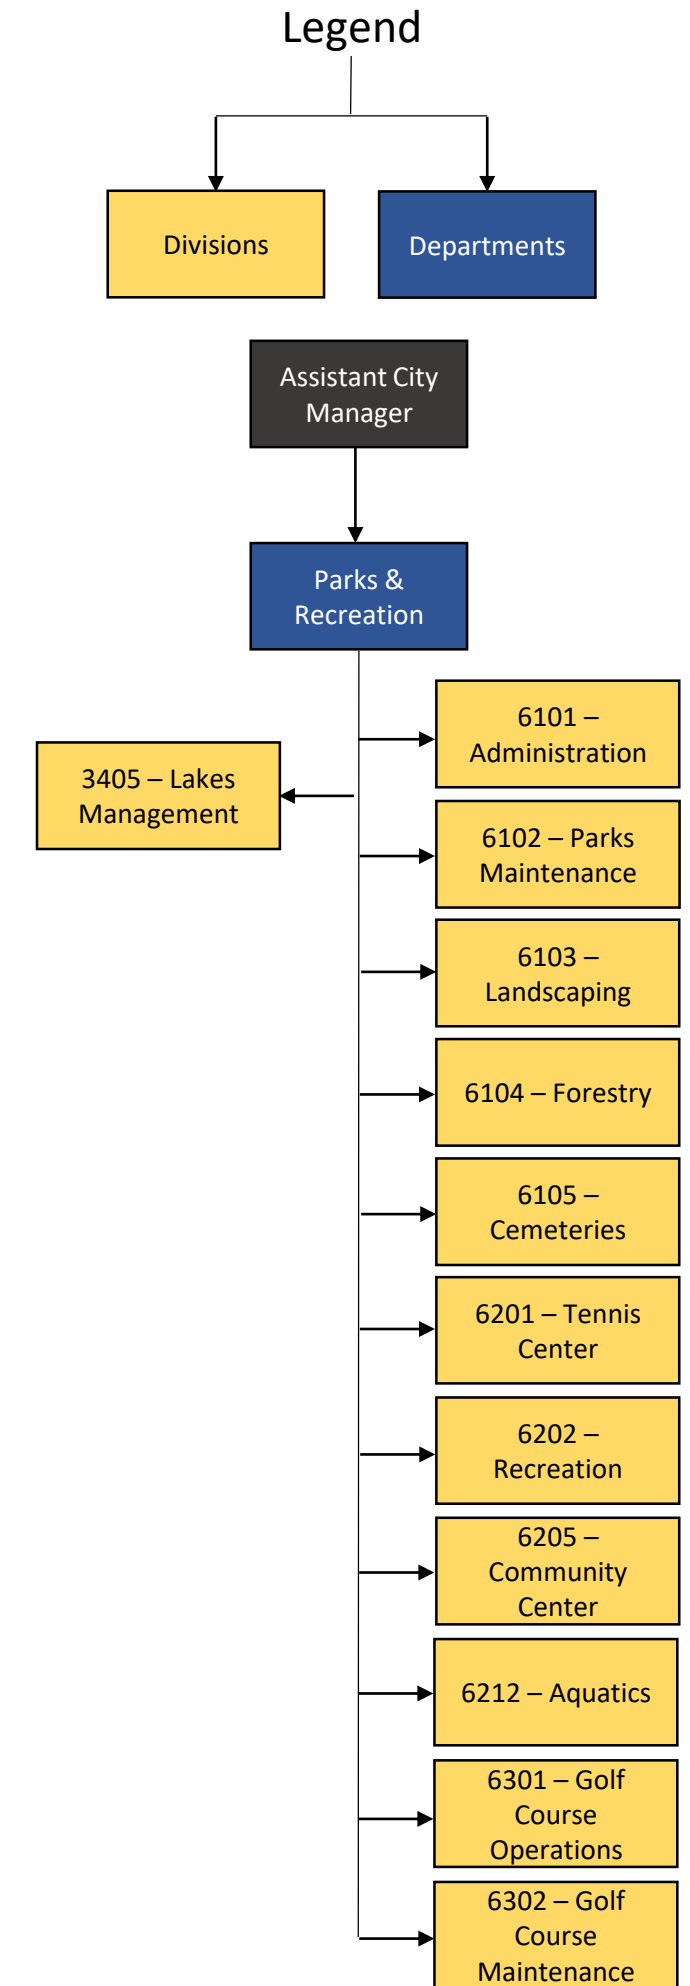 Legend
Divisions
Departments
Assistant City
Manager
Parks &
Recreation
6101 –
Administration
3405 – Lakes
Management
6102 – Parks
Maintenance
6103 –
Landscaping
6104 – Forestry
6105 –
Cemeteries
6201 – Tennis
Center
6202 –
Recreation
6205 –
Community
Center
6212 – Aquatics
6301 – Golf
Course
Operations
6302 – Golf
Course
Maintenance